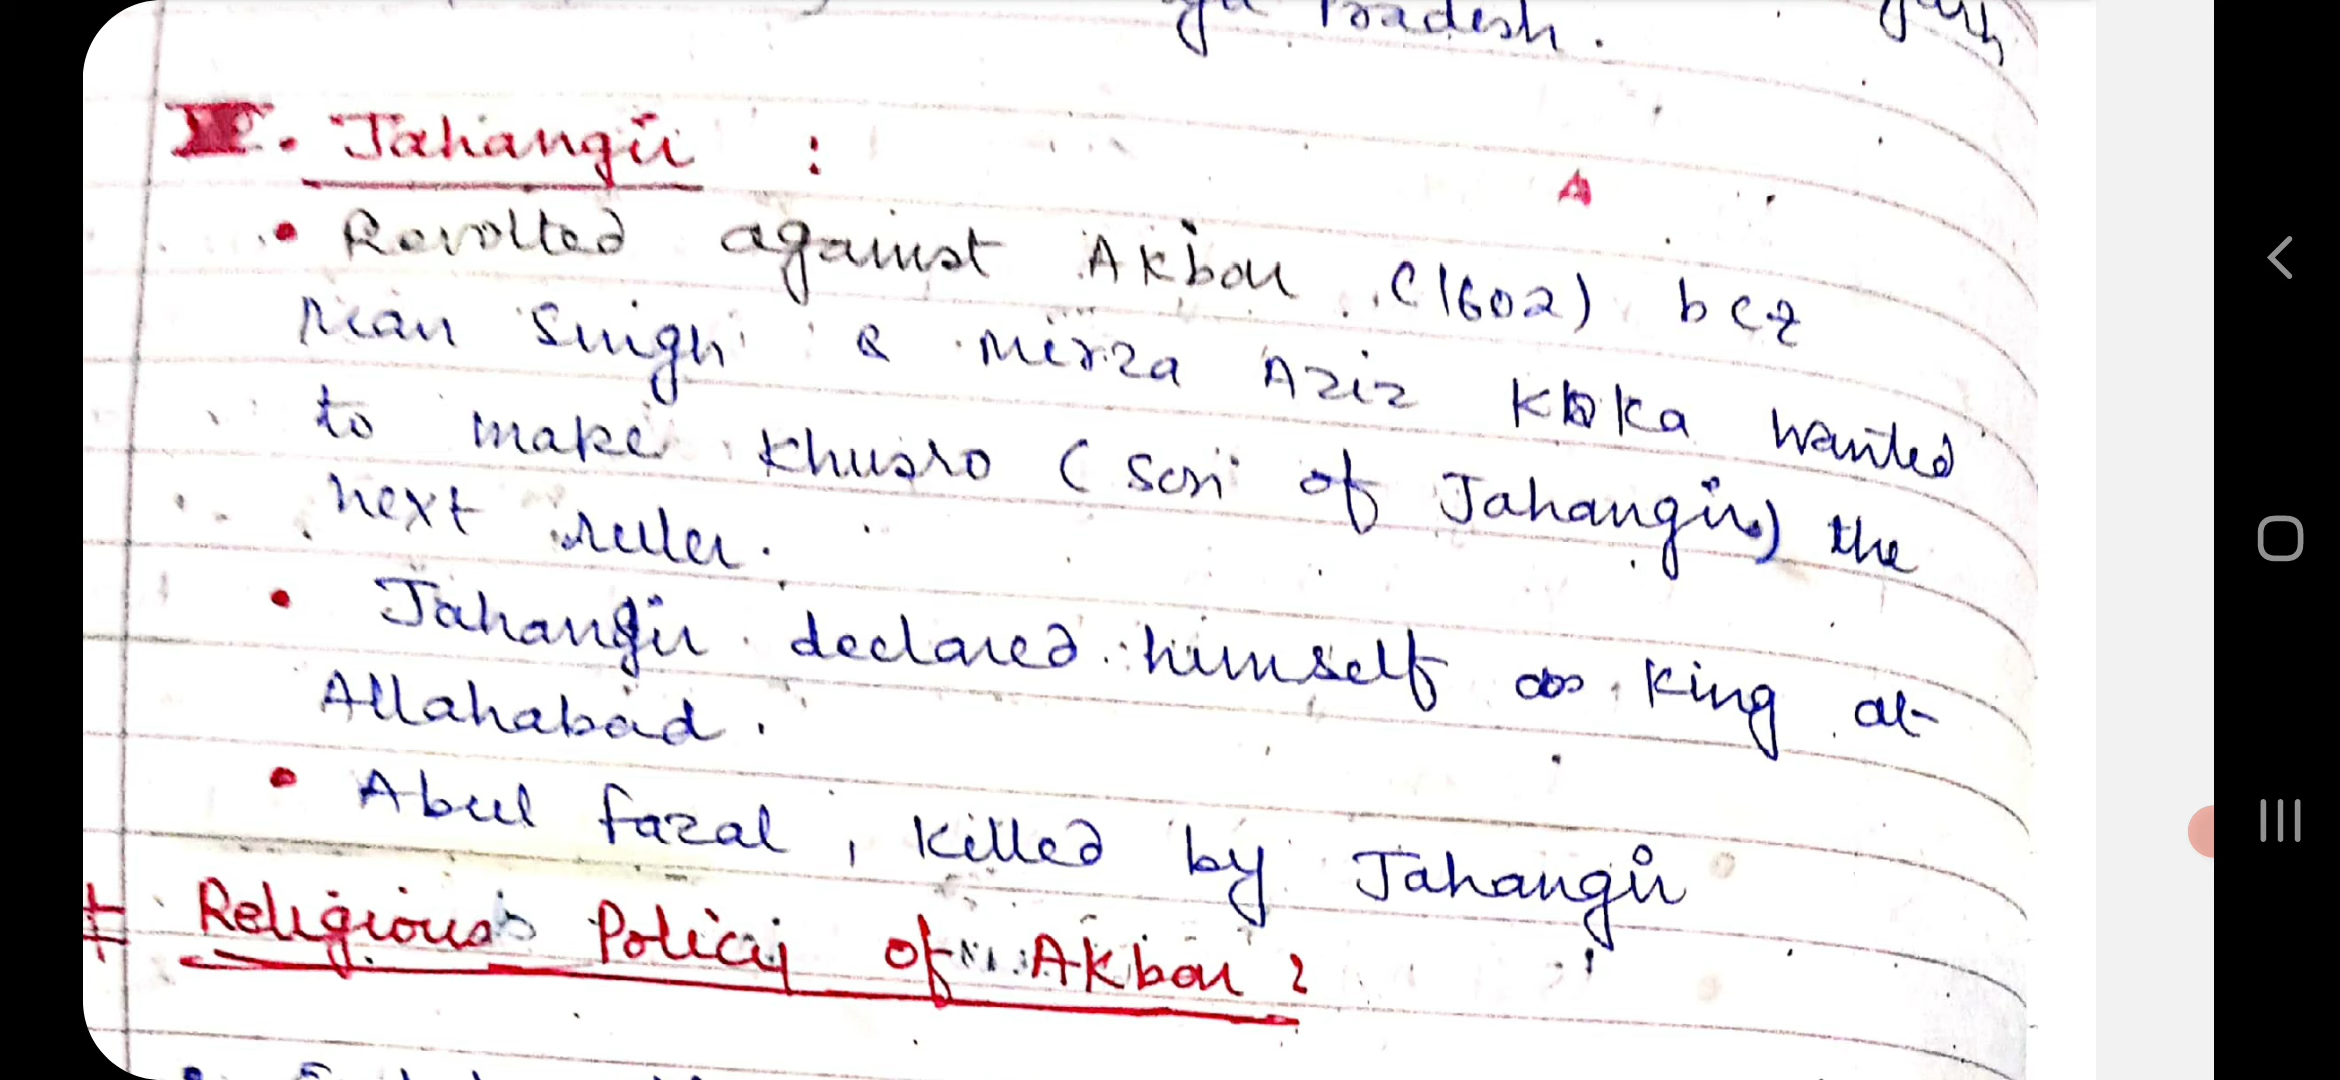 Pradesh.
Jahangir :
• Revolted against Akbar (1602) bcz
Man Singh & Mirza Aziz Koka wanted
to make Khusro (son of Jahangir) the
next ruler.
• Jahangir declared himself as King at
Allahabad.
• Abul fazal, killed by Jahangir
# Religious Policy of Akbar :